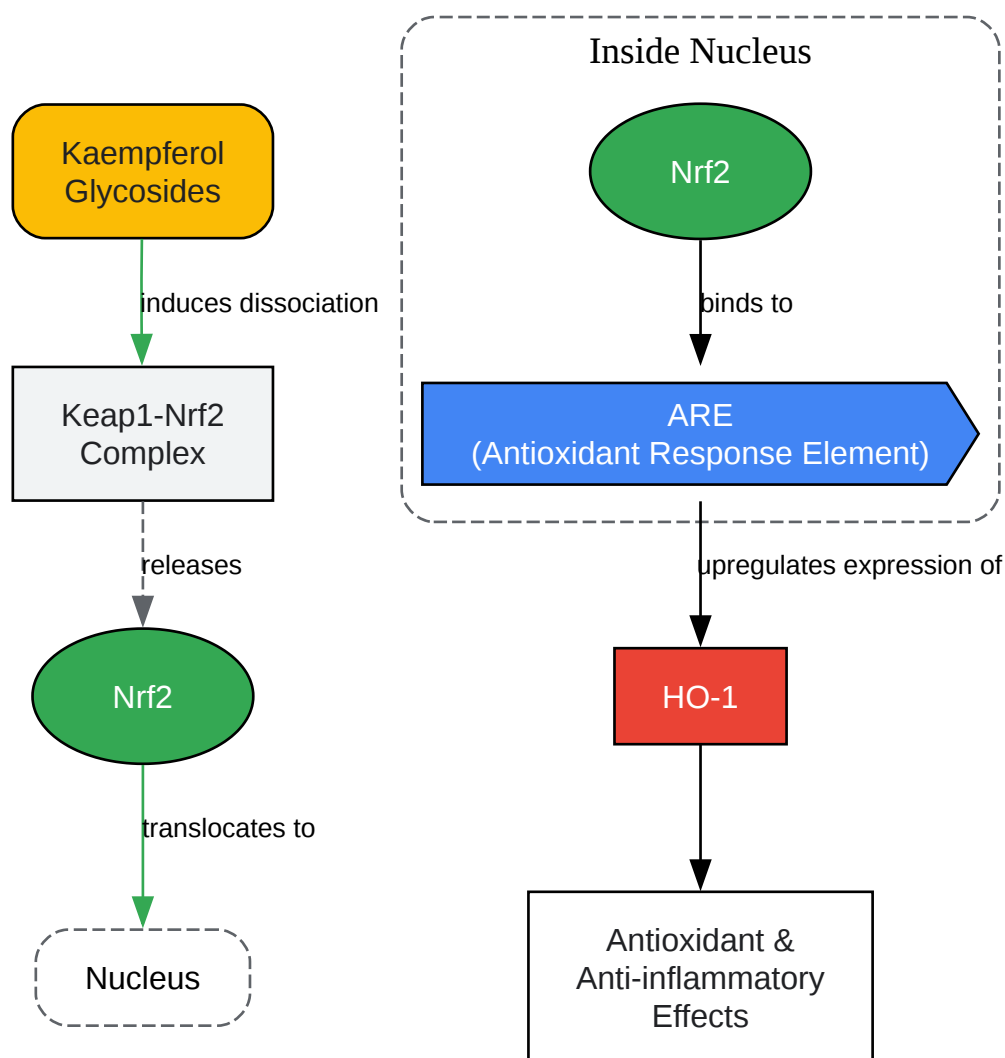 Kaempferol
Glycosides
induces dissociation
Keap1-Nrf2
Complex
releases
Nrf2
translocates to
Nucleus
Inside Nucleus
Nrf2
binds to
ARE
(Antioxidant Response Element)
upregulates expression of
HO-1
Antioxidant &
Anti-inflammatory
Effects